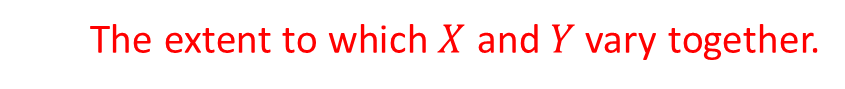 The extent to which X and Y vary together.